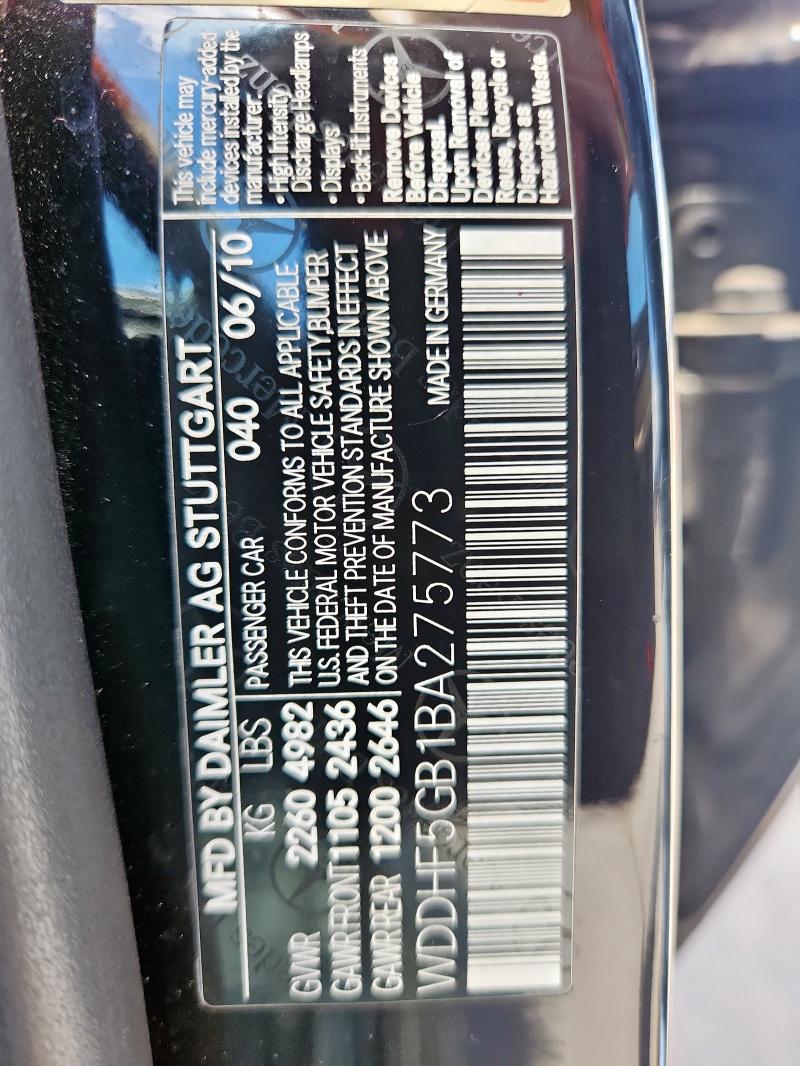 MFD BY DAIMLER AG STUTTGART
KG LBS 040 06/10
PASSENGER CAR
GVWR 2260 4982
GAWR FRONT 1105 2436
GAWR REAR 1200 2646
THIS VEHICLE CONFORMS TO ALL APPLICABLE
U.S. FEDERAL MOTOR VEHICLE SAFETY,BUMPER
AND THEFT PREVENTION STANDARDS IN EFFECT
ON THE DATE OF MANUFACTURE SHOWN ABOVE
WDDHF5GB1BA275773 MADE IN GERMANY
This vehicle may
include mercury-added
devices installed by the
manufacturer.
• High Intensity
Discharge Headlamps
• Displays
• Back-lit Instruments
Remove Devices
Before Vehicle
Disposal.
Upon Removal of
Devices Please
Reuse, Recycle or
Dispose as
Hazardous Waste.